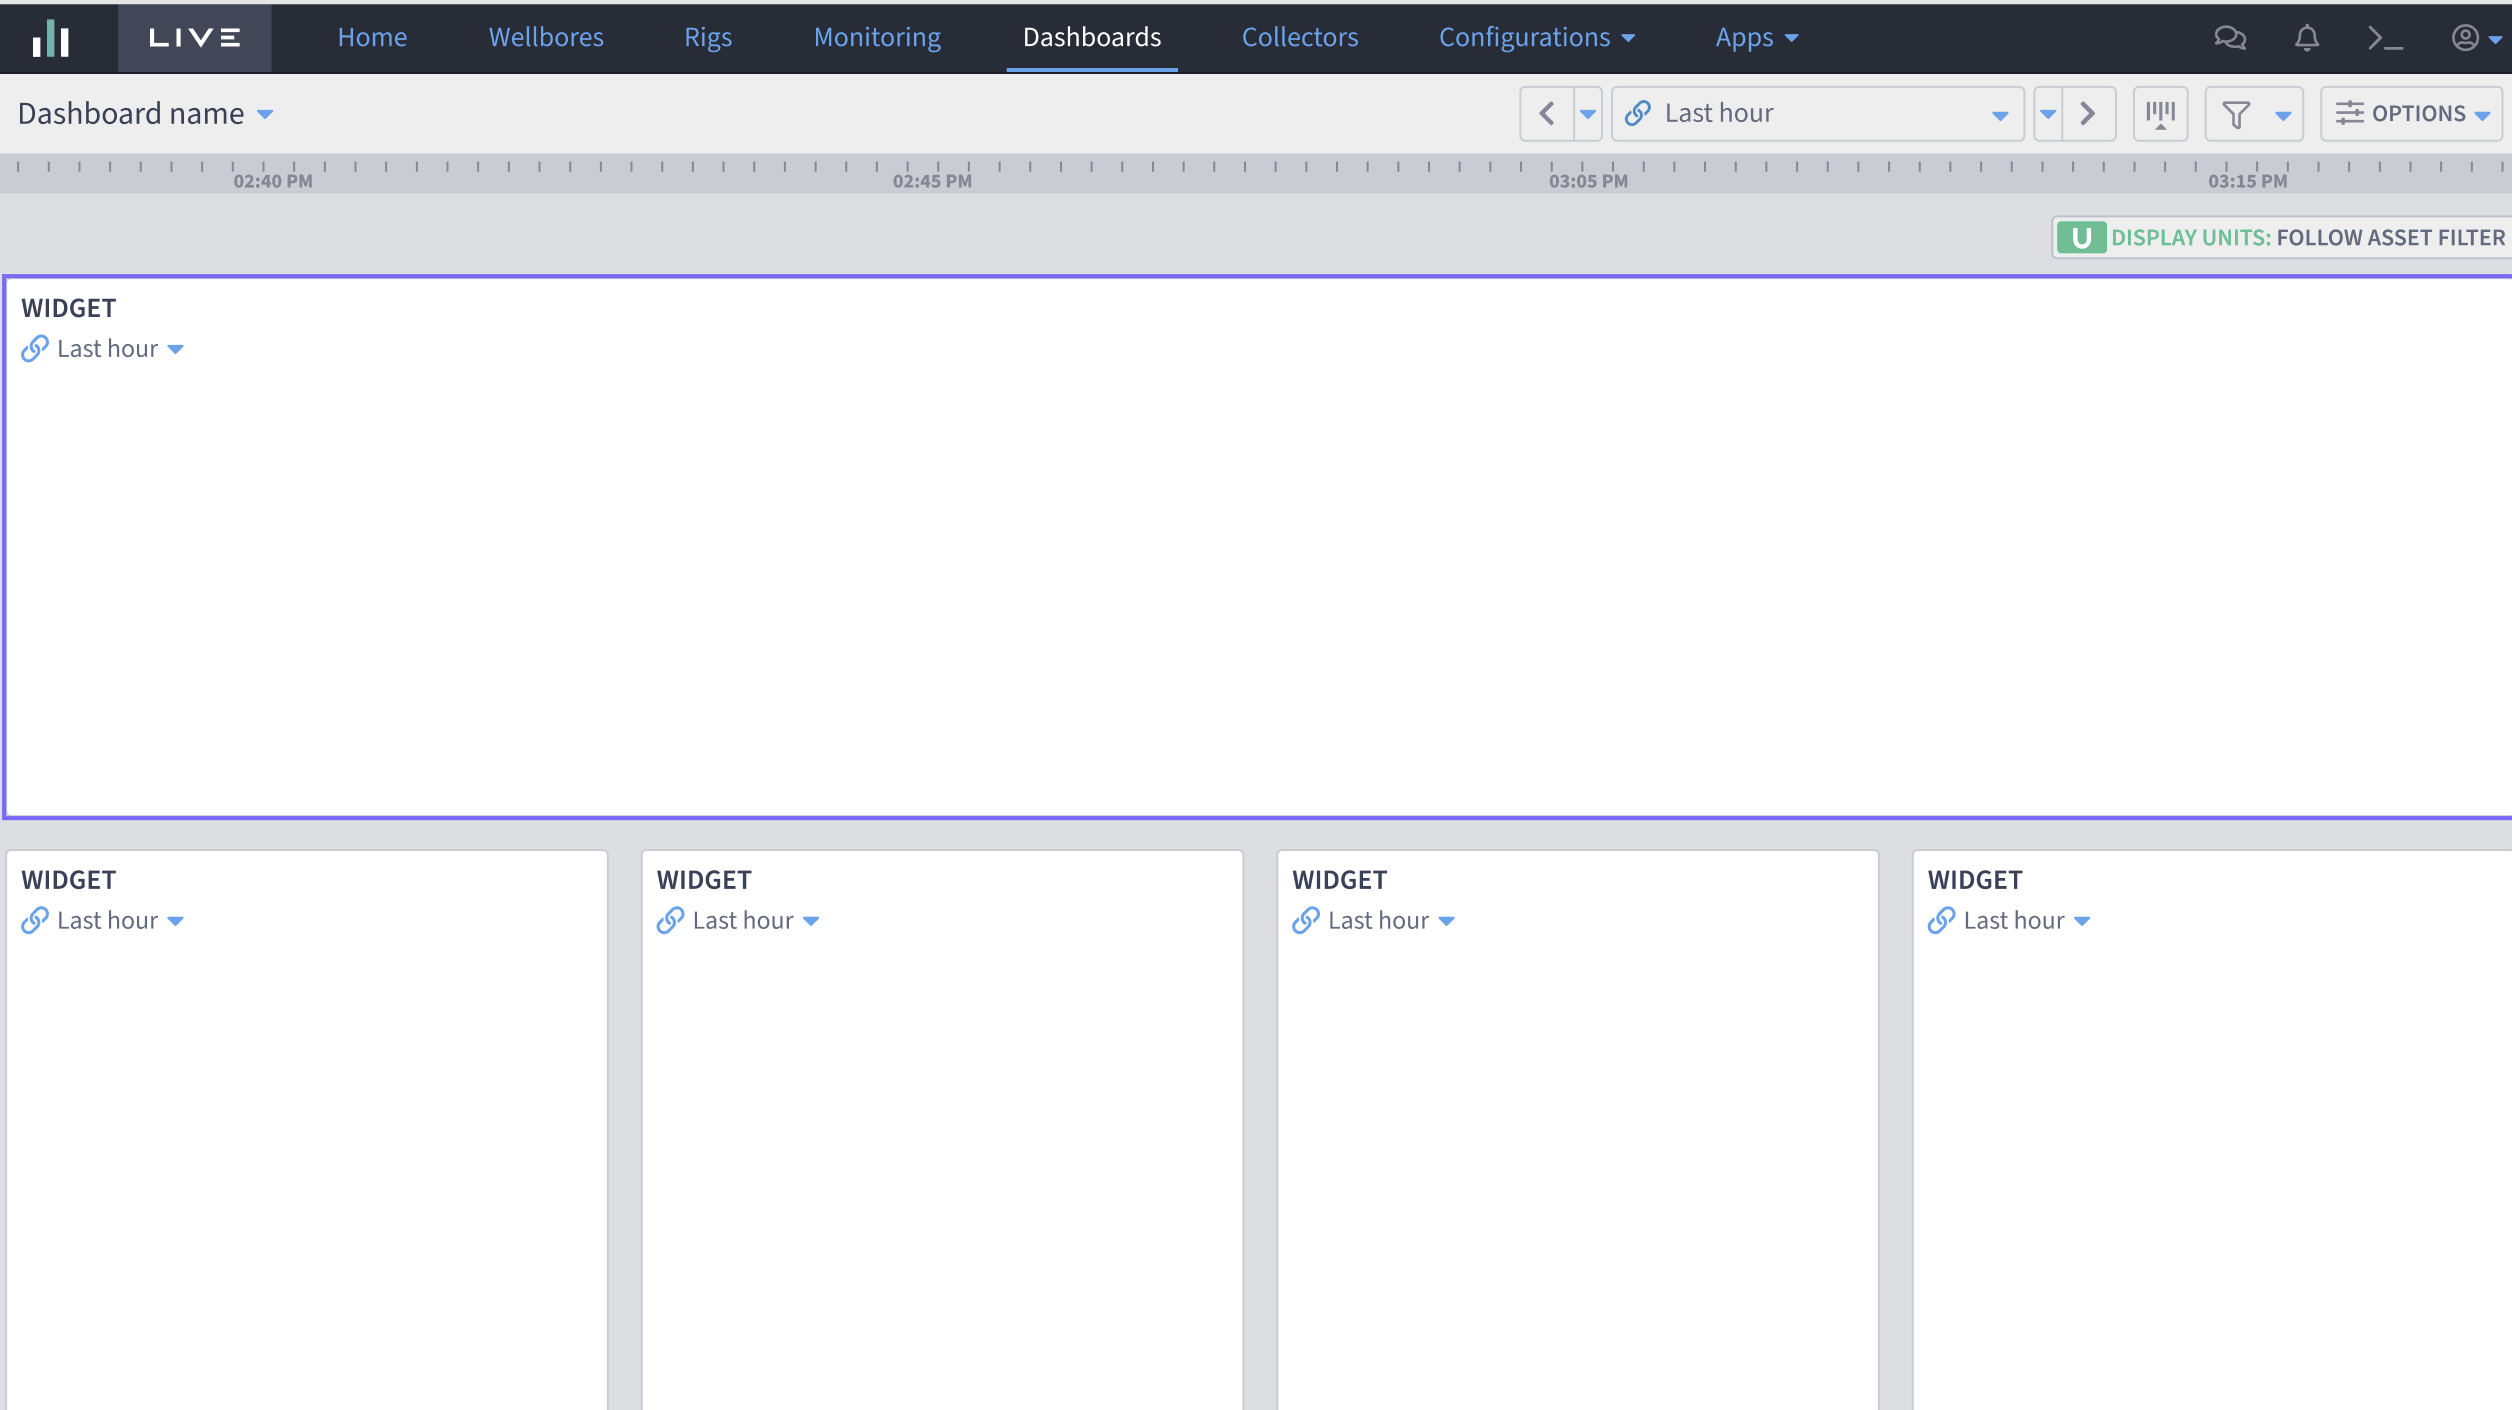 LIVE Home Wellbores Rigs Monitoring Dashboards Collectors Configurations Apps
Dashboard name Last hour OPTIONS
02:40 PM 02:45 PM 03:05 PM 03:15 PM
U DISPLAY UNITS: FOLLOW ASSET FILTER
WIDGET
Last hour
WIDGET WIDGET WIDGET WIDGET
Last hour Last hour Last hour Last hour